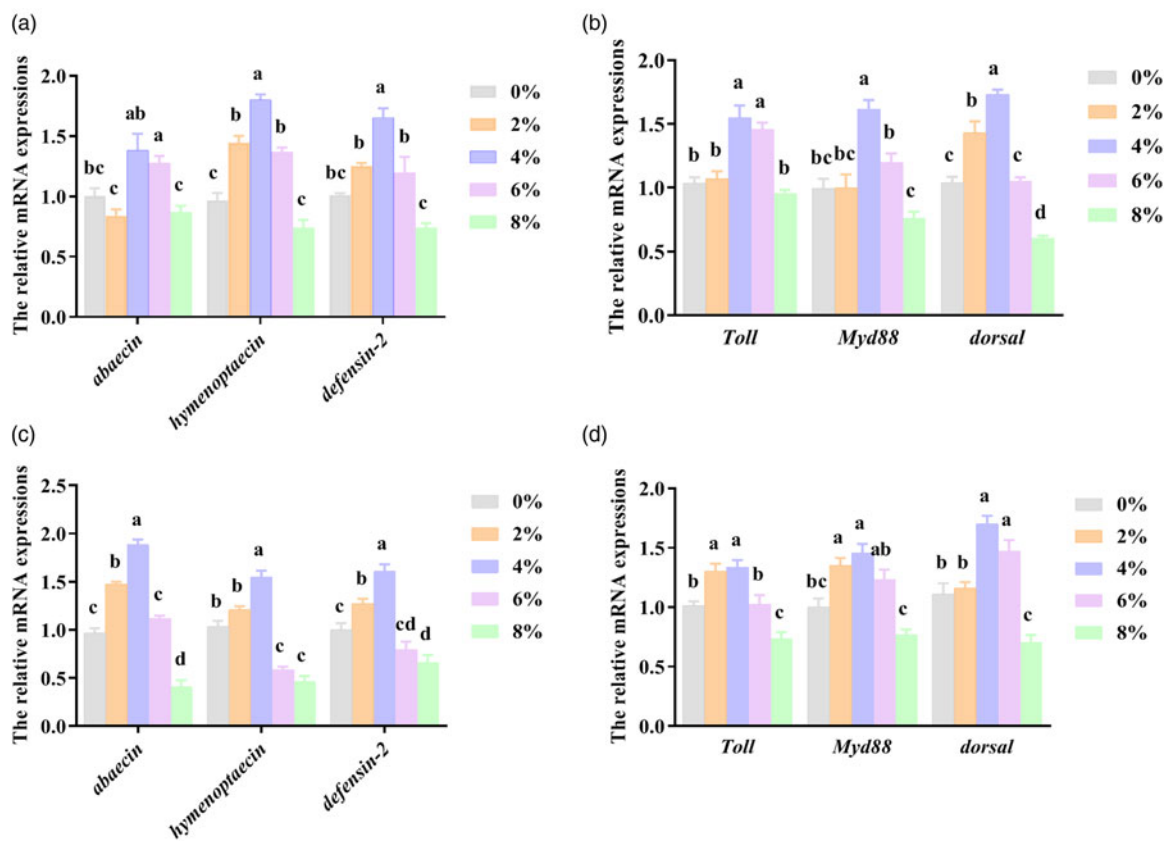 (a)
The relative mRNA expressions
2.0
1.5
1.0
0.5
0.0
bc
c
ab
a
c
c
b
a
b
c
bc
b
a
b
c
abaecin
hymenoptaecin
defensin-2
0%
2%
4%
6%
8%
(b)
The relative mRNA expressions
2.0
1.5
1.0
0.5
0.0
b
b
a
a
b
bc
bc
a
b
c
c
b
a
c
d
Toll
Myd88
dorsal
0%
2%
4%
6%
8%
(c)
The relative mRNA expressions
2.5
2.0
1.5
1.0
0.5
0.0
c
b
a
c
d
b
b
a
c
c
c
b
a
cd
d
abaecin
hymenoptaecin
defensin-2
0%
2%
4%
6%
8%
(d)
The relative mRNA expressions
2.0
1.5
1.0
0.5
0.0
b
a
a
b
c
bc
a
a
ab
c
b
b
a
a
c
Toll
Myd88
dorsal
0%
2%
4%
6%
8%